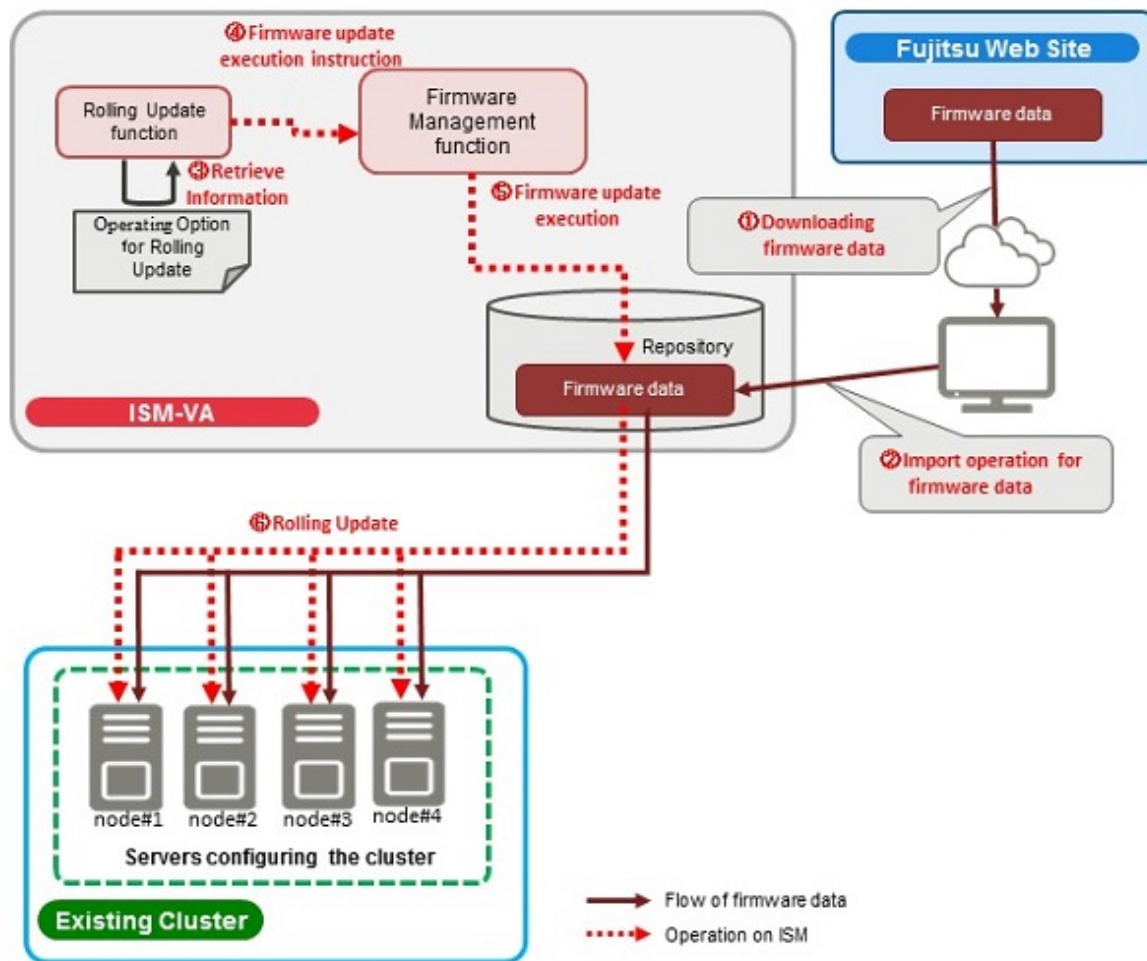 ④Firmware update
execution instruction
Fujitsu Web Site
Firmware data
Rolling Update
function
Firmware
Management
function
③Retrieve
Information
Operating Option
for Rolling
Update
⑤Firmware update
execution
①Downloading
firmware data
Repository
Firmware data
ISM-VA
②Import operation for
firmware data
⑥Rolling Update
node#1
node#2
node#3
node#4
Servers configuring the cluster
Existing Cluster
Flow of firmware data
Operation on ISM